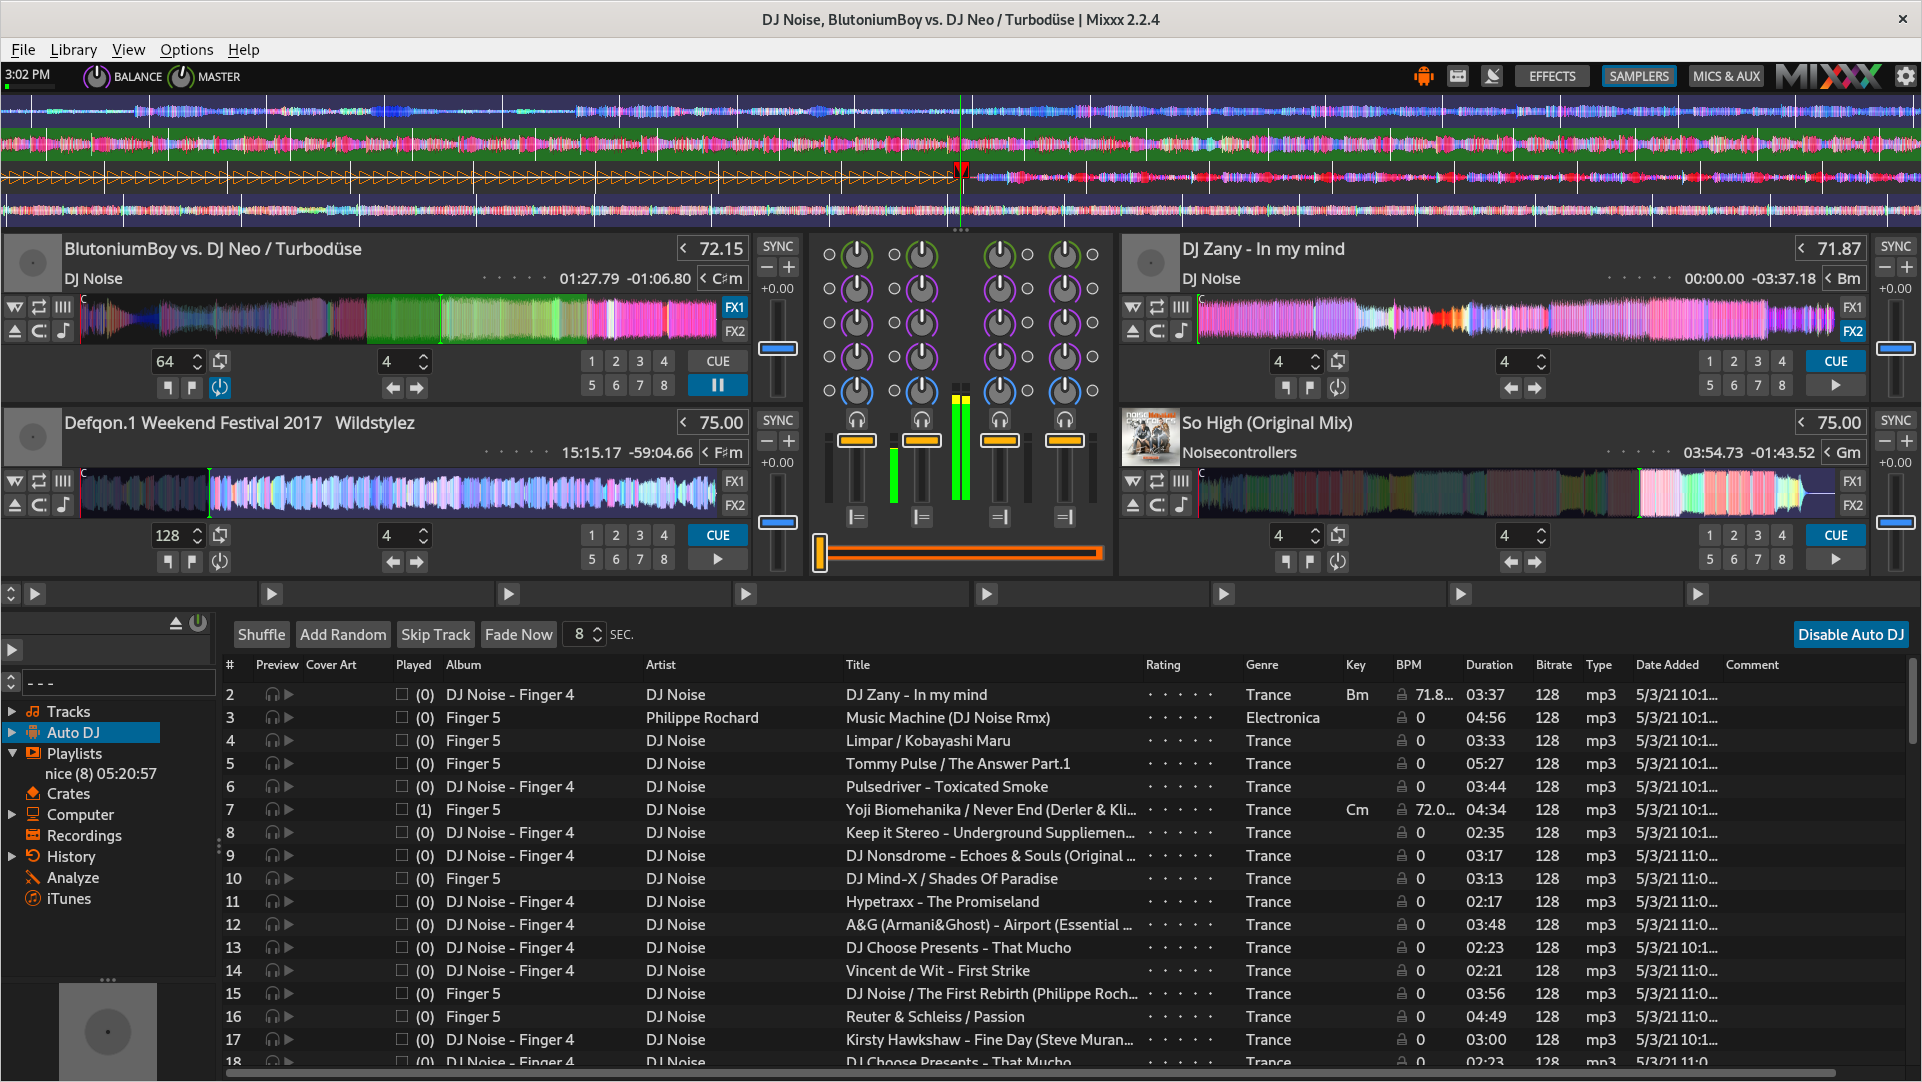 DJ Noise, BlutoniumBoy vs. DJ Neo / Turbodüse | Mixxx 2.2.4
File Library View Options Help
3:02 PM BALANCE MASTER EFFECTS SAMPLERS MICS & AUX MIXXX
BlutoniumBoy vs. DJ Neo / Turbodüse 72.15 SYNC
DJ Noise 01:27.79 -01:06.80 C♯m +0.00
C FX1
FX2
64 4 1 2 3 4 CUE
5 6 7 8
DJ Zany - In my mind 71.87 SYNC
DJ Noise 00:00.00 -03:37.18 Bm +0.00
C FX1
FX2
4 4 1 2 3 4 CUE
5 6 7 8
Defqon.1 Weekend Festival 2017 Wildstylez 75.00 SYNC
15:15.17 -59:04.66 F♯m +0.00
C FX1
FX2
128 4 1 2 3 4 CUE
5 6 7 8
So High (Original Mix) 75.00 SYNC
Noisecontrollers 03:54.73 -01:43.52 Gm +0.00
C FX1
FX2
4 4 1 2 3 4 CUE
5 6 7 8
- - -
Tracks
Auto DJ
Playlists
nice (8) 05:20:57
Crates
Computer
Recordings
History
Analyze
iTunes
Shuffle Add Random Skip Track Fade Now 8 SEC. Disable Auto DJ
# Preview Cover Art Played Album Artist Title Rating Genre Key BPM Duration Bitrate Type Date Added Comment
2 (0) DJ Noise - Finger 4 DJ Noise DJ Zany - In my mind Trance Bm 71.8... 03:37 128 mp3 5/3/21 10:1...
3 (0) Finger 5 Philippe Rochard Music Machine (DJ Noise Rmx) Electronica 0 04:56 128 mp3 5/3/21 10:1...
4 (0) Finger 5 DJ Noise Limpar / Kobayashi Maru Trance 0 03:33 128 mp3 5/3/21 10:1...
5 (0) Finger 5 DJ Noise Tommy Pulse / The Answer Part.1 Trance 0 05:27 128 mp3 5/3/21 10:1...
6 (0) DJ Noise - Finger 4 DJ Noise Pulsedriver - Toxicated Smoke Trance 0 03:44 128 mp3 5/3/21 10:1...
7 (1) Finger 5 DJ Noise Yoji Biomehanika / Never End (Derler & Kli... Trance Cm 72.0... 04:34 128 mp3 5/3/21 10:1...
8 (0) DJ Noise - Finger 4 DJ Noise Keep it Stereo - Underground Suppliemen... Trance 0 02:35 128 mp3 5/3/21 10:1...
9 (0) DJ Noise - Finger 4 DJ Noise DJ Nonsdrome - Echoes & Souls (Original ... Trance 0 03:17 128 mp3 5/3/21 11:0...
10 (0) Finger 5 DJ Noise DJ Mind-X / Shades Of Paradise Trance 0 03:13 128 mp3 5/3/21 11:0...
11 (0) DJ Noise - Finger 4 DJ Noise Hypetraxx - The Promiseland Trance 0 02:17 128 mp3 5/3/21 11:0...
12 (0) DJ Noise - Finger 4 DJ Noise A&G (Armani&Ghost) - Airport (Essential ... Trance 0 03:48 128 mp3 5/3/21 11:0...
13 (0) DJ Noise - Finger 4 DJ Noise DJ Choose Presents - That Mucho Trance 0 02:23 128 mp3 5/3/21 10:1...
14 (0) DJ Noise - Finger 4 DJ Noise Vincent de Wit - First Strike Trance 0 02:21 128 mp3 5/3/21 11:0...
15 (0) Finger 5 DJ Noise DJ Noise / The First Rebirth (Philippe Roch... Trance 0 03:56 128 mp3 5/3/21 11:0...
16 (0) Finger 5 DJ Noise Reuter & Schleiss / Passion Trance 0 04:49 128 mp3 5/3/21 11:0...
17 (0) DJ Noise - Finger 4 DJ Noise Kirsty Hawkshaw - Fine Day (Steve Muran... Trance 0 03:00 128 mp3 5/3/21 10:1...
18 (0) DJ Noise - Finger 4 DJ Noise DJ Choose Presents - That Mucho Trance 0 02:23 128 mp3 5/3/21 11:0